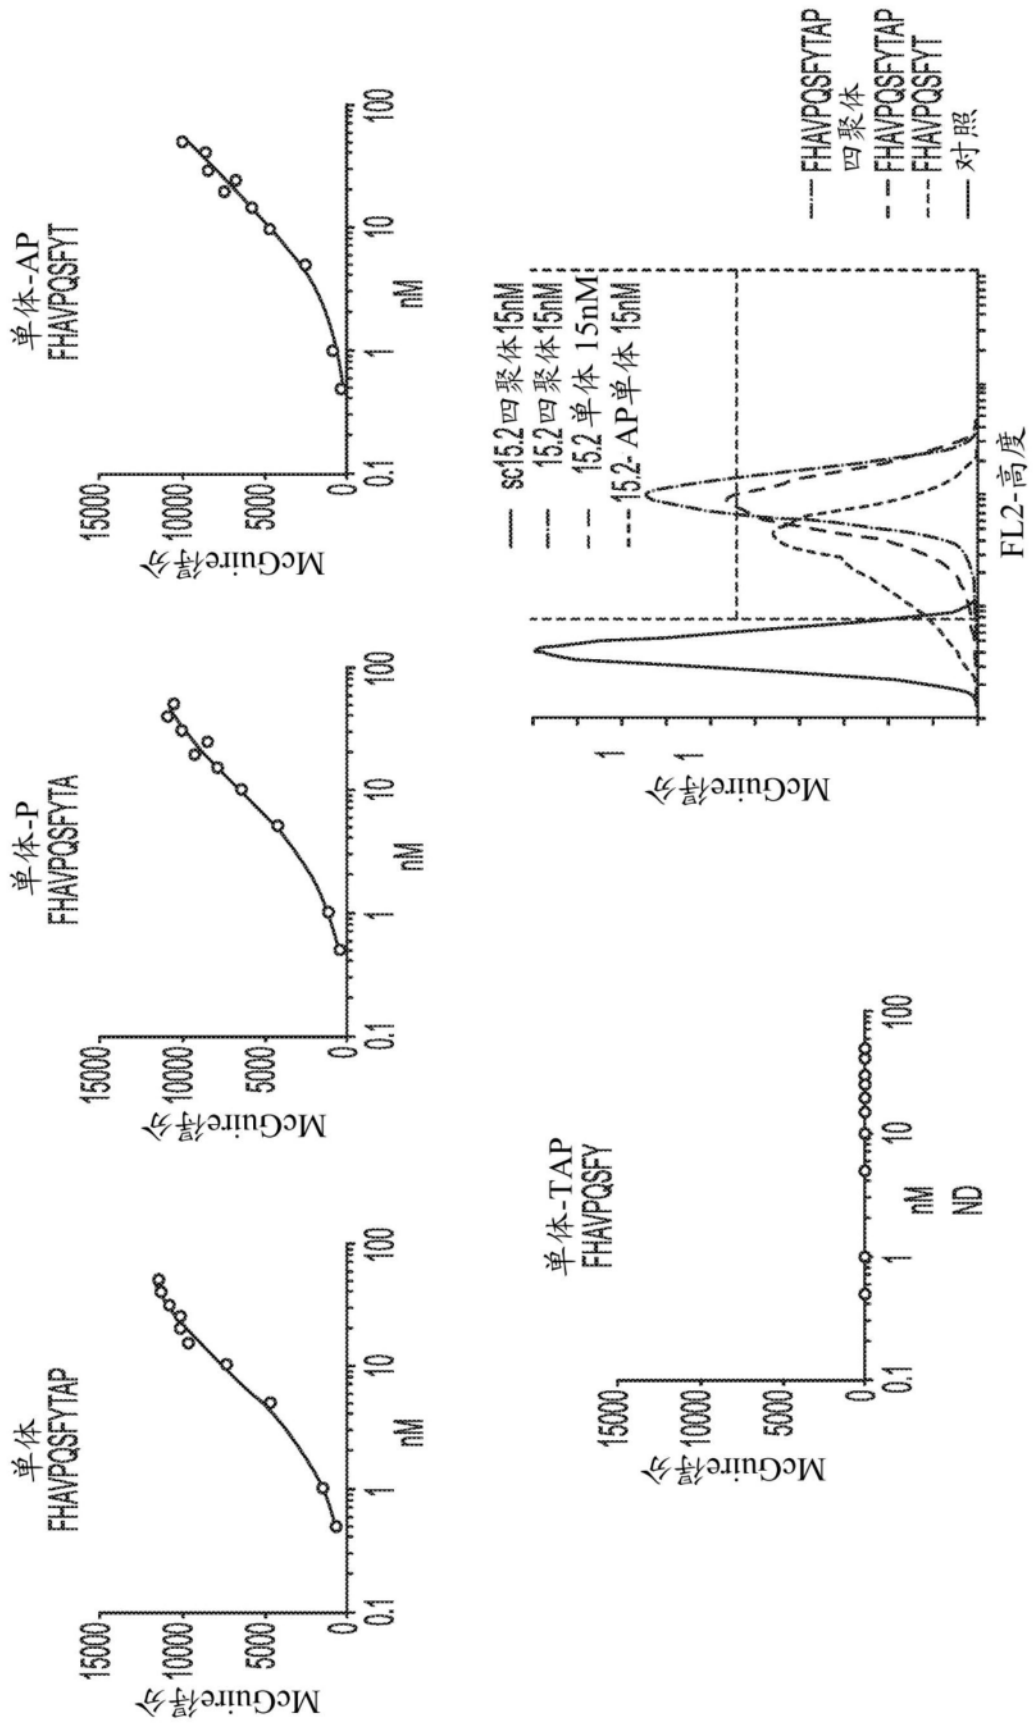 单体
FHAVPQSFYTAP
McGuire得分
15000
10000
5000
0
0.1
1
10
100
nM
单体-P
FHAVPQSFYTA
McGuire得分
15000
10000
5000
0
0.1
1
10
100
nM
单体-AP
FHAVPQSFYT
McGuire得分
15000
10000
5000
0
0.1
1
10
100
nM
单体-TAP
FHAVPQSFY
McGuire得分
15000
10000
5000
0
0.1
1
10
100
nM
ND
McGuire得分
1
1
sc15.2四聚体15nM
15.2四聚体15nM
15.2单体 15nM
15.2- AP单体 15nM
FL2-高度
FHAVPQSFYTAP
四聚体
FHAVPQSFYTAP
FHAVPQSFYT
对照